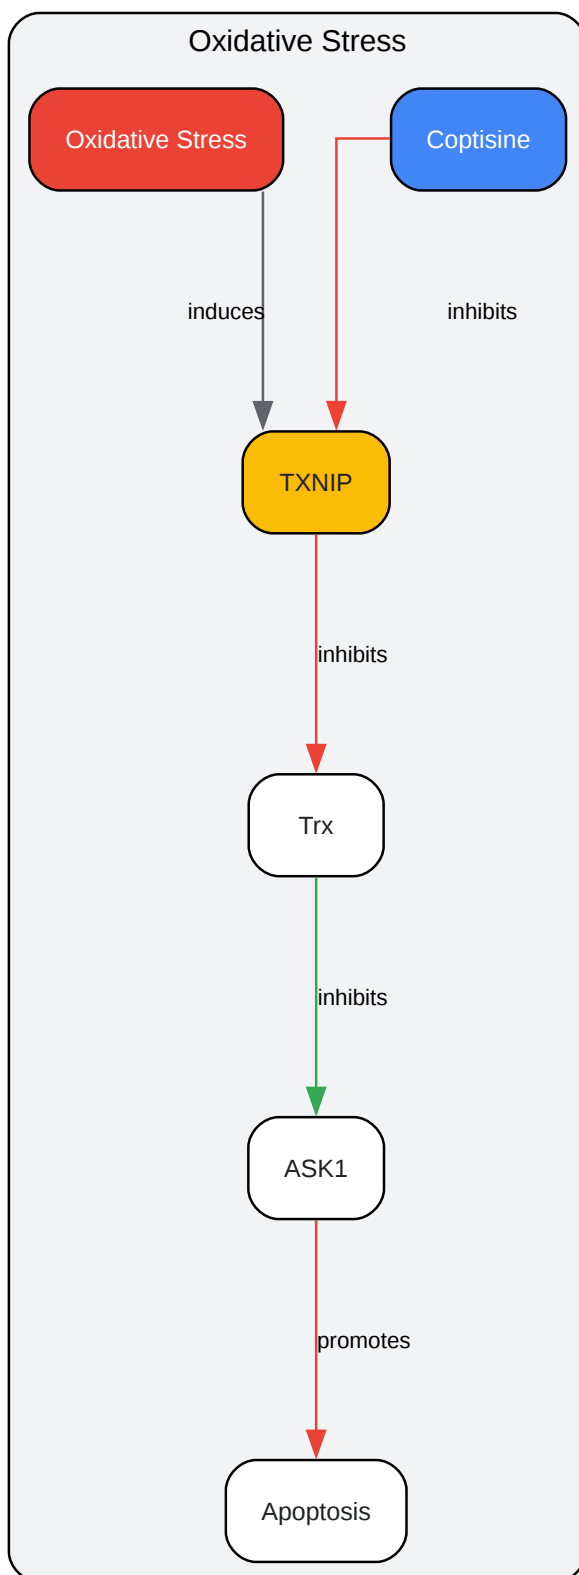 Oxidative Stress
Oxidative Stress
Coptisine
induces
inhibits
TXNIP
inhibits
Trx
inhibits
ASK1
promotes
Apoptosis